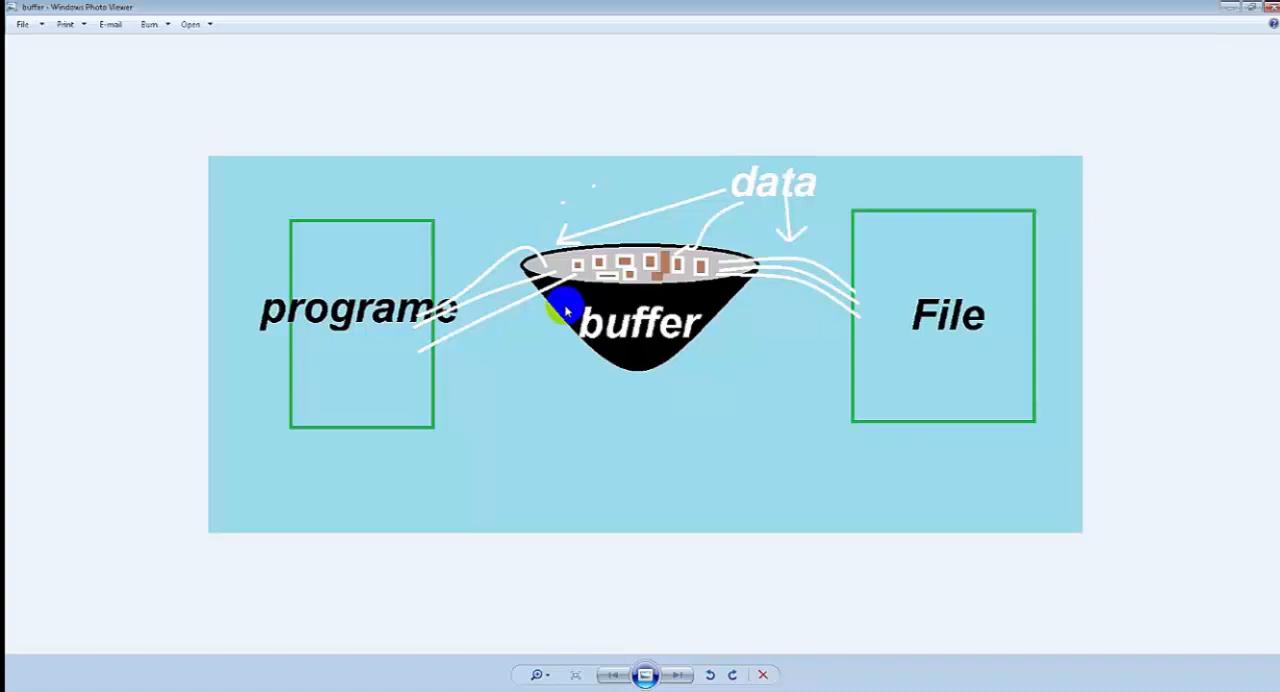 buffer - Windows Photo Viewer
File Print E-mail Burn Open
data
programe
buffer
File